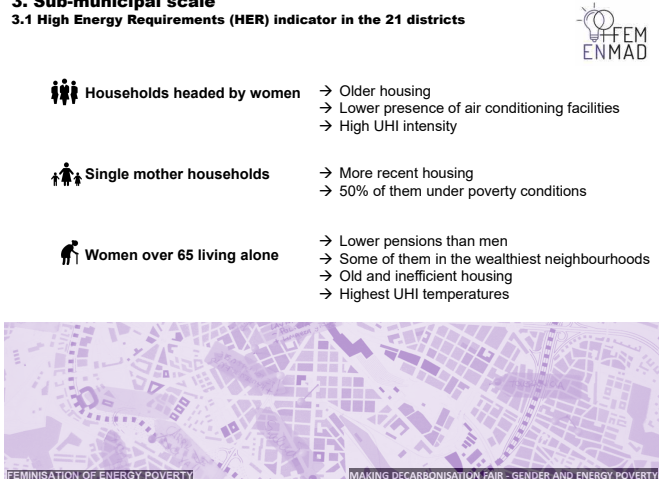 3. Sub-municipal scale
3.1 High Energy Requirements (HER) indicator in the 21 districts
FEM
ENMAD
Households headed by women
→ Older housing
→ Lower presence of air conditioning facilities
→ High UHI intensity
Single mother households
→ More recent housing
→ 50% of them under poverty conditions
Women over 65 living alone
→ Lower pensions than men
→ Some of them in the wealthiest neighbourhoods
→ Old and inefficient housing
→ Highest UHI temperatures
FEMINISATION OF ENERGY POVERTY
MAKING DECARBONISATION FAIR - GENDER AND ENERGY POVERTY